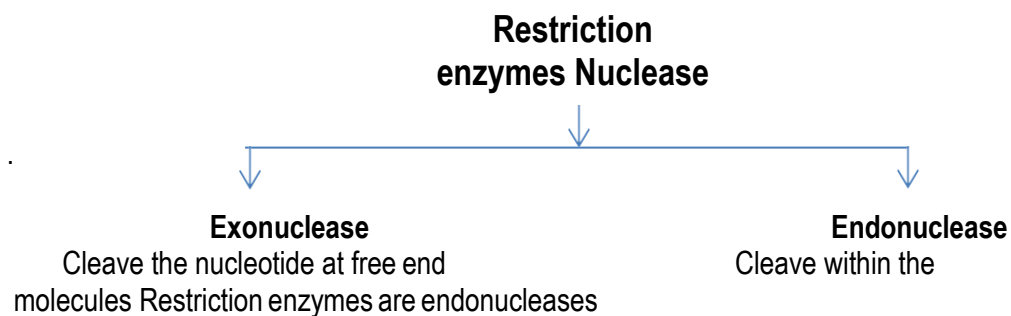 Restriction
enzymes Nuclease
.
Exonuclease Endonuclease
Cleave the nucleotide at free end Cleave within the
molecules Restriction enzymes are endonucleases